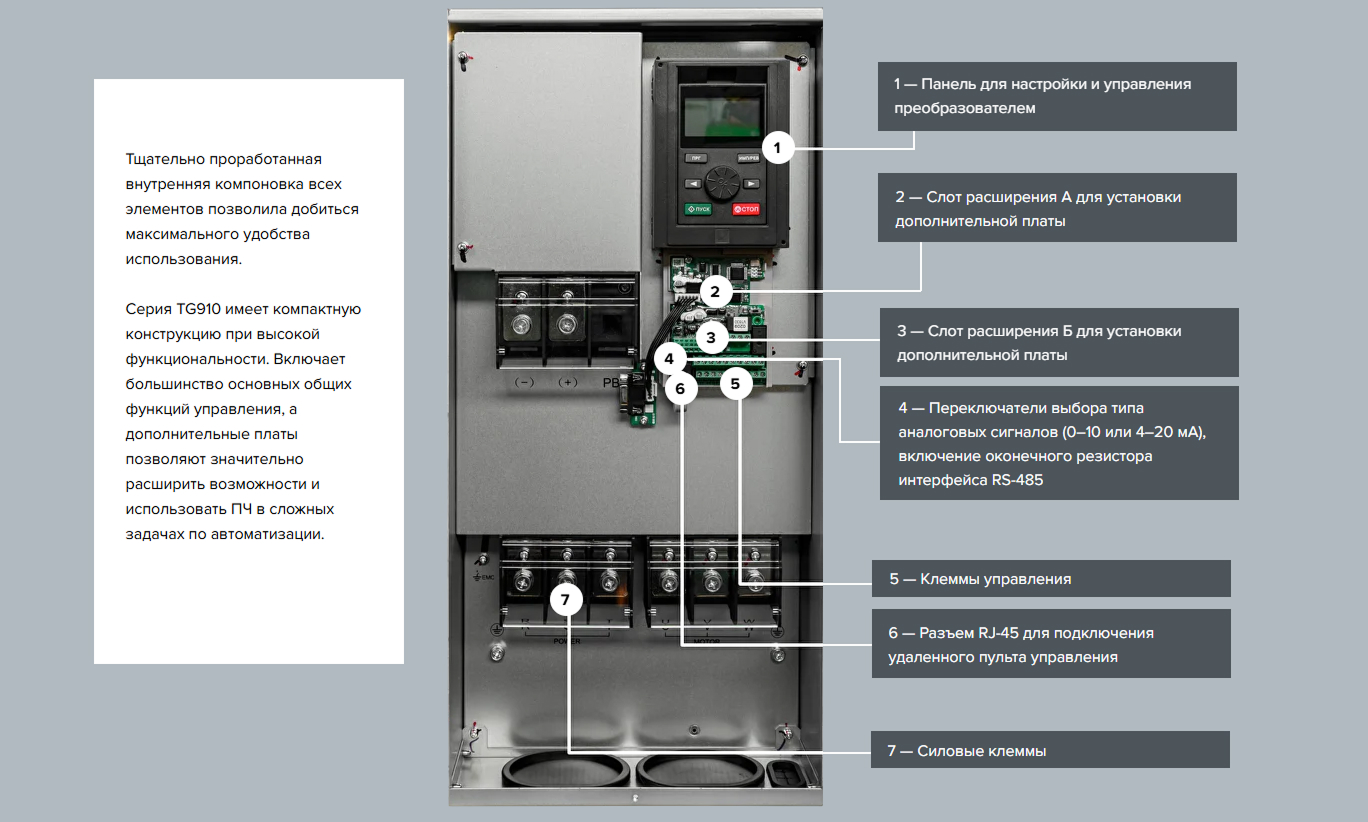 Тщательно проработанная
внутренняя компоновка всех
элементов позволила добиться
максимального удобства
использования.
Серия TG910 имеет компактную
конструкцию при высокой
функциональности. Включает
большинство основных общих
функций управления, а
дополнительные платы
позволяют значительно
расширить возможности и
использовать ПЧ в сложных
задачах по автоматизации.
1 — Панель для настройки и управления
преобразователем
2 — Слот расширения А для установки
дополнительной платы
3 — Слот расширения Б для установки
дополнительной платы
4 — Переключатели выбора типа
аналоговых сигналов (0–10 или 4–20 мА),
включение оконечного резистора
интерфейса RS-485
5 — Клеммы управления
6 — Разъем RJ-45 для подключения
удаленного пульта управления
7 — Силовые клеммы
1
ПРГ
ПУСК
СТОП
2
3
4
5
6
(−) (+) PB
EMC
7
POWER
MOTOR